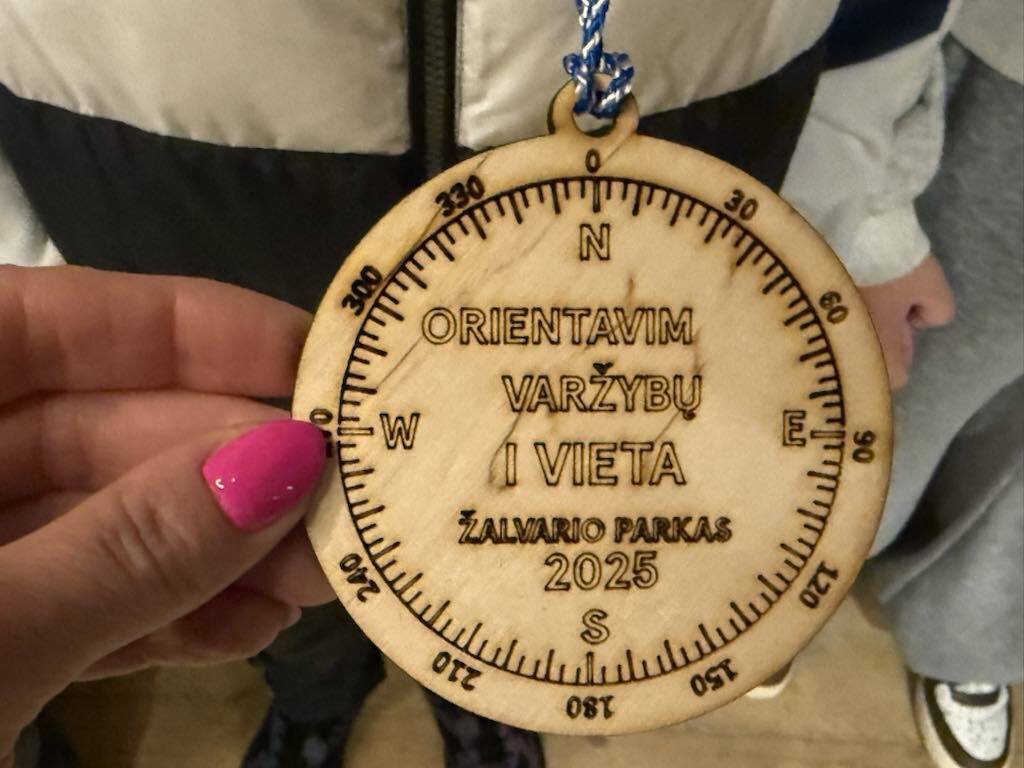 0
330
30
N
300
60
ORIENTAVIM
VARŽYBŲ
W
E
90
I VIETA
ŽALVARIO PARKAS
2025
240
120
S
210
150
180